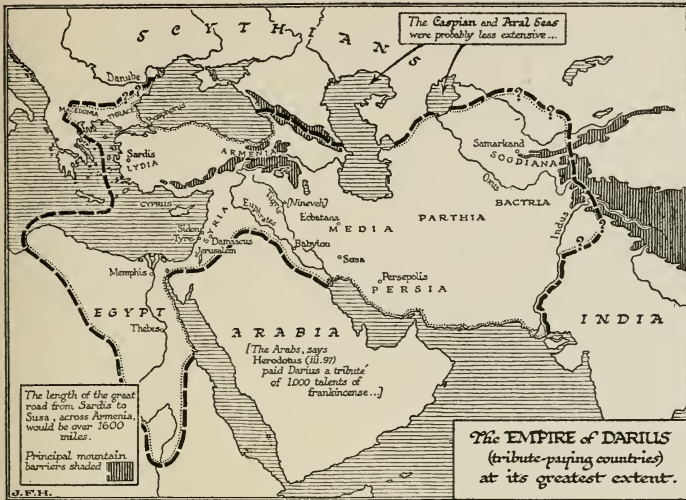 The Caspian and Aral Seas
were probably less extensive...
SCYTHIANS
Danube
MACEDONIA
THRACE
Bosphorus
?
?
?
?
Sardis
LYDIA
ARMENIA
Samarkand
SOGDIANA
Oxus
BACTRIA
Indus
?
CYPRUS
SYRIA
Tigris
[Nineveh]
Euphrates
Ecbatana
MEDIA
PARTHIA
Sidon
Tyre
Damascus
Jerusalem
Babylon
Susa
Memphis
Persepolis
PERSIA
EGYPT
Thebes
ARABIA
INDIA
[The Arabs, says
Herodotus (iii.97)
paid Darius a tribute
of 1,000 talents of
frankincense...]
The length of the great
road from Sardis to
Susa, across Armenia,
would be over 1600
miles.
Principal mountain
barriers shaded
The EMPIRE of DARIUS
(tribute-paying countries)
at its greatest extent.
J.F.H.